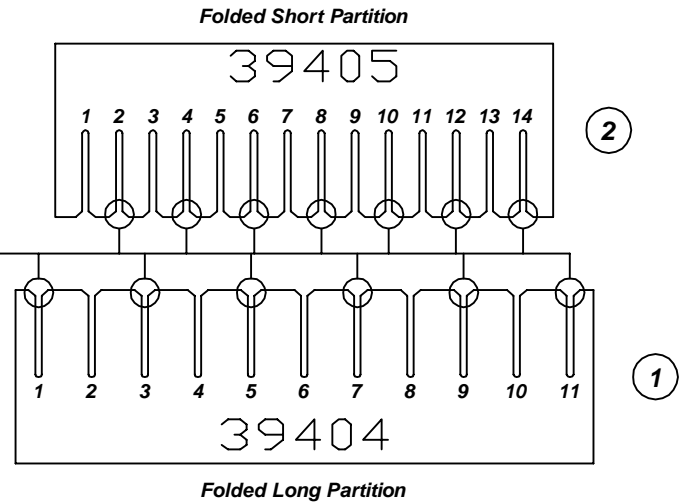 Folded Short Partition
39405
1 2 3 4 5 6 7 8 9 10 11 12 13 14
2
1
1 2 3 4 5 6 7 8 9 10 11
39404
Folded Long Partition